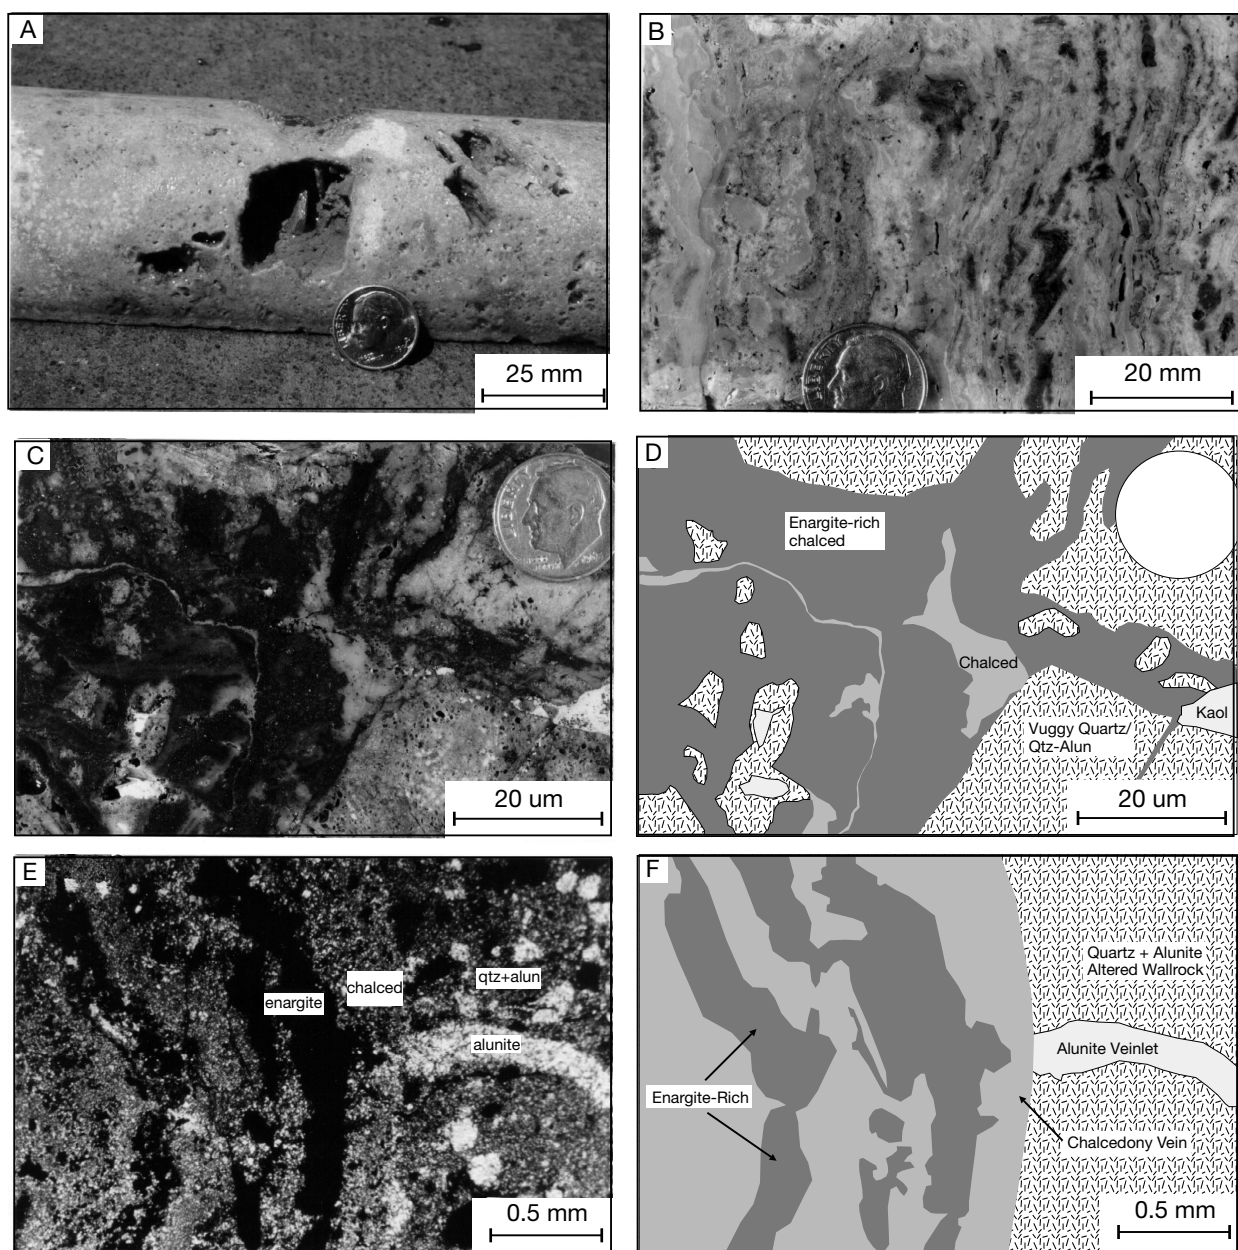 A
25 mm
B
LIBERTY
20 mm
C
20 um
D
Enargite-rich
chalced
Chalced
Kaol
Vuggy Quartz/
Qtz-Alun
20 um
E
qtz+alun
chalced
enargite
alunite
0.5 mm
F
Quartz + Alunite
Altered Wallrock
Alunite Veinlet
Enargite-Rich
Chalcedony Vein
0.5 mm